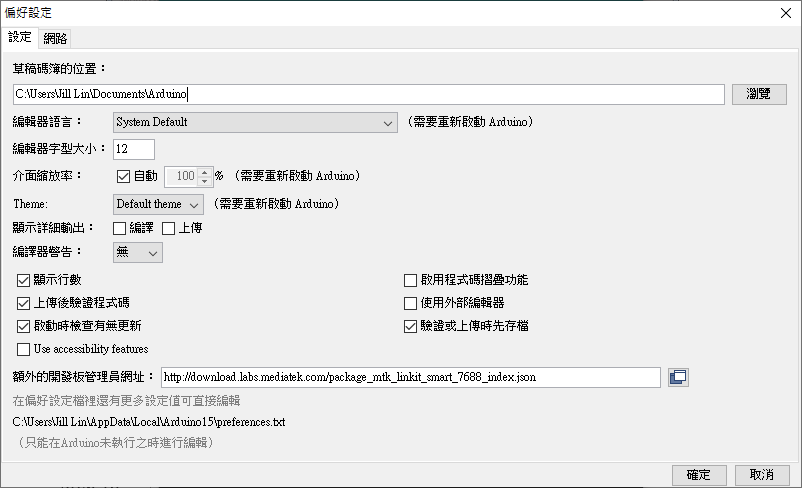 偏好設定
設定 網路
草稿碼簿的位置：
C:\Users\Jill Lin\Documents\Arduino 瀏覽
編輯器語言： System Default （需要重新啟動 Arduino）
編輯器字型大小： 12
介面縮放率： 自動 100 % （需要重新啟動 Arduino）
Theme: Default theme （需要重新啟動 Arduino）
顯示詳細輸出： 編譯 上傳
編譯器警告： 無
顯示行數 啟用程式碼摺疊功能
上傳後驗證程式碼 使用外部編輯器
啟動時檢查有無更新 驗證或上傳時先存檔
Use accessibility features
額外的開發板管理員網址： http://download.labs.mediatek.com/package_mtk_linkit_smart_7688_index.json
在偏好設定檔裡還有更多設定值可直接編輯
C:\Users\Jill Lin\AppData\Local\Arduino15\preferences.txt
（只能在Arduino未執行之時進行編輯）
確定 取消